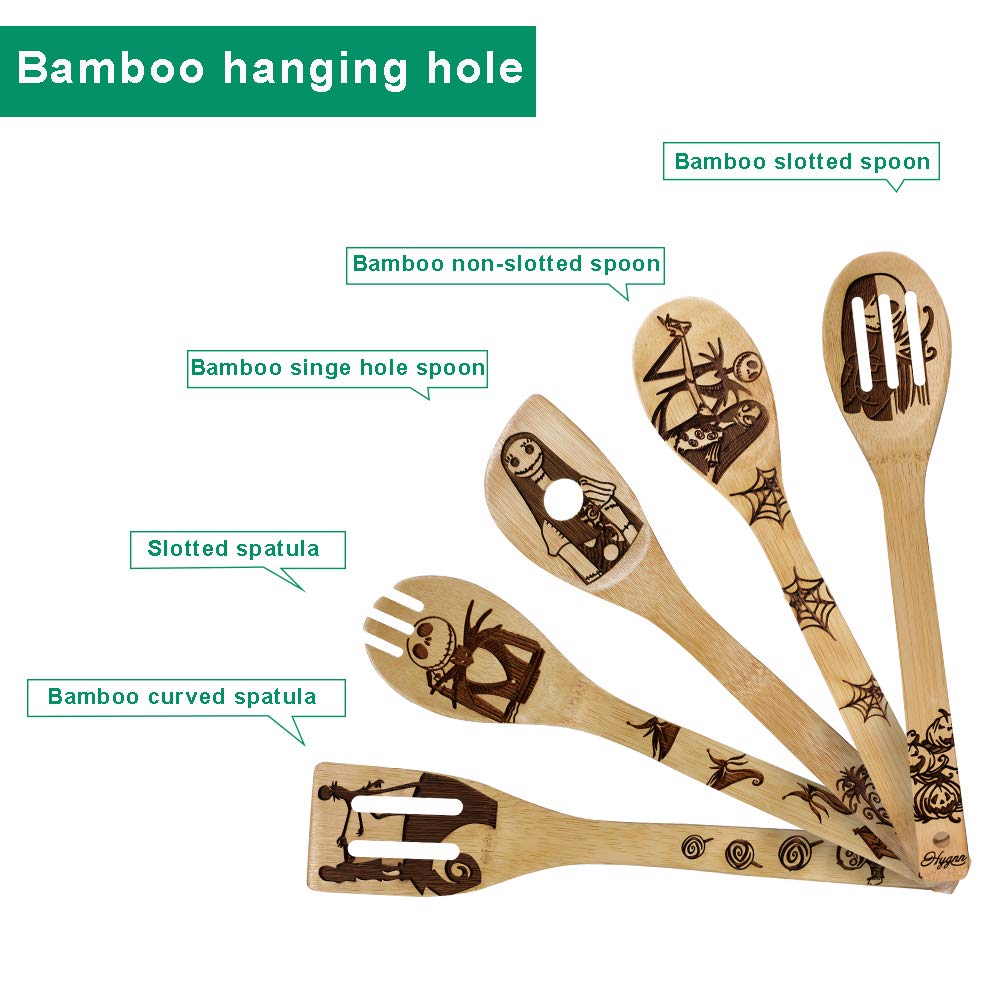 Bamboo hanging hole
Bamboo slotted spoon
Bamboo non-slotted spoon
Bamboo singe hole spoon
Slotted spatula
Bamboo curved spatula
Hygnn